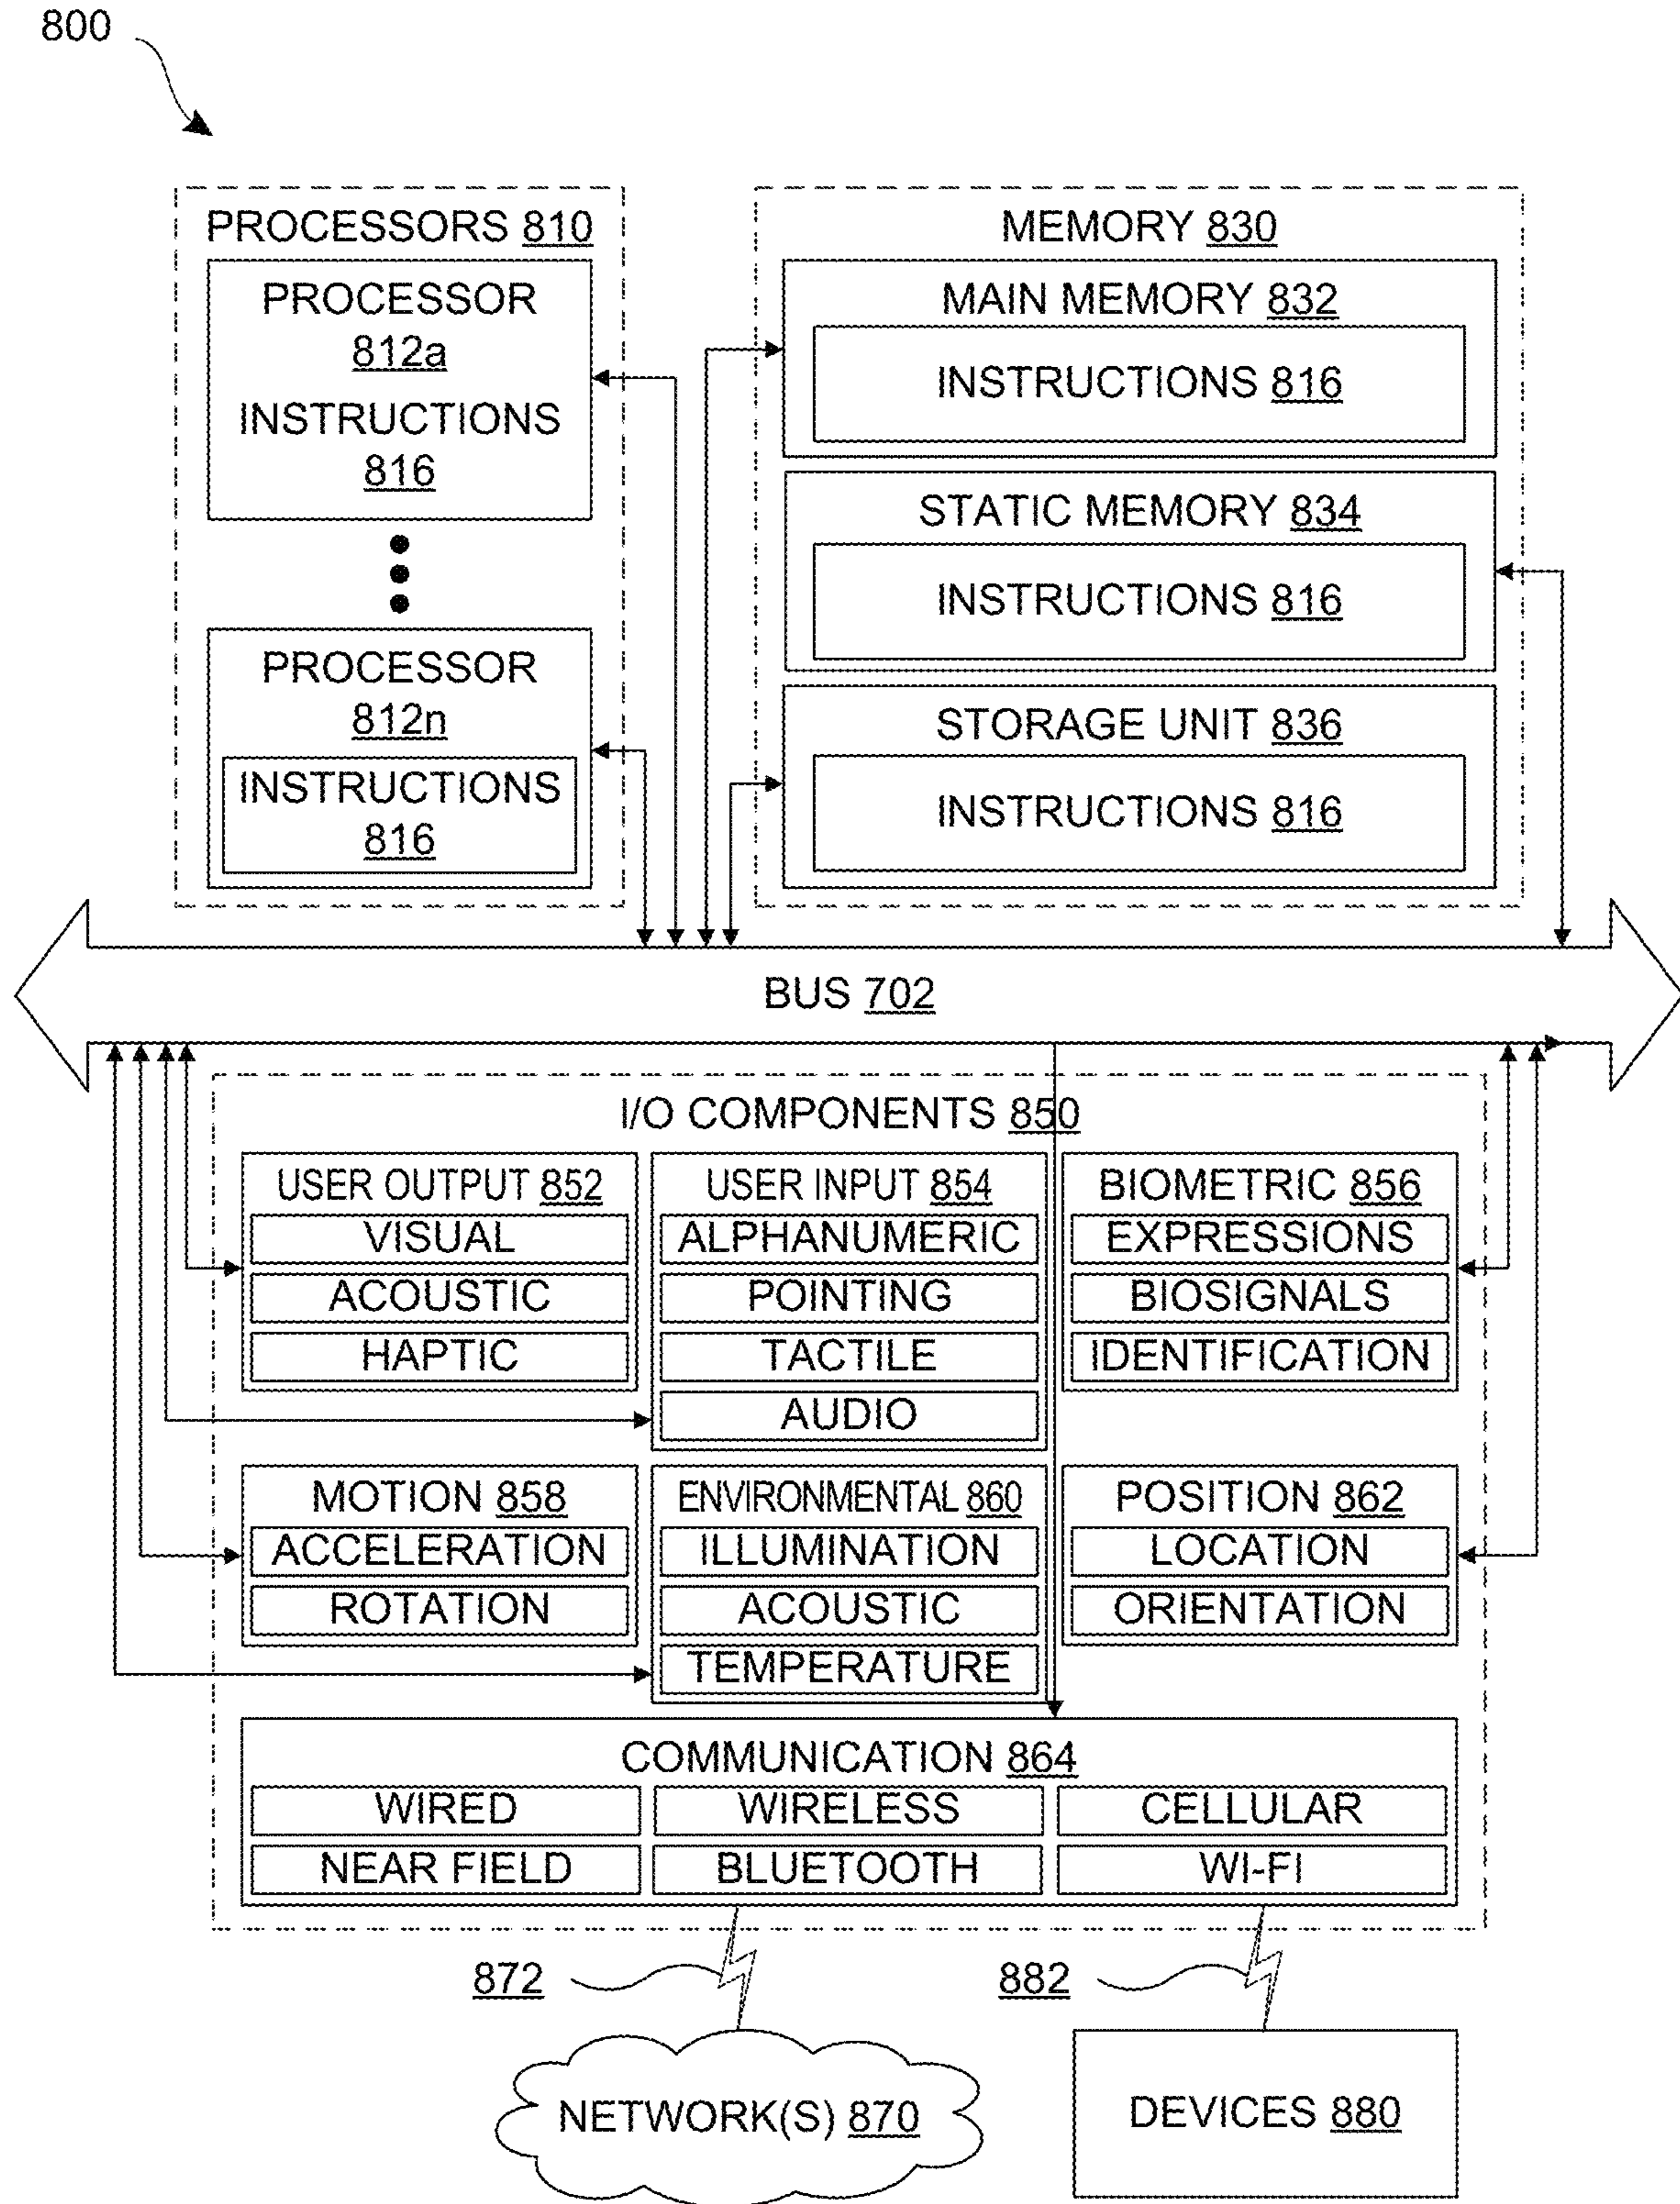 800
PROCESSORS 810
PROCESSOR
812a
INSTRUCTIONS
816
PROCESSOR
812n
INSTRUCTIONS
816
MEMORY 830
MAIN MEMORY 832
INSTRUCTIONS 816
STATIC MEMORY 834
INSTRUCTIONS 816
STORAGE UNIT 836
INSTRUCTIONS 816
BUS 702
I/O COMPONENTS 850
USER OUTPUT 852
VISUAL
ACOUSTIC
HAPTIC
USER INPUT 854
ALPHANUMERIC
POINTING
TACTILE
AUDIO
BIOMETRIC 856
EXPRESSIONS
BIOSIGNALS
IDENTIFICATION
MOTION 858
ACCELERATION
ROTATION
ENVIRONMENTAL 860
ILLUMINATION
ACOUSTIC
TEMPERATURE
POSITION 862
LOCATION
ORIENTATION
COMMUNICATION 864
WIRED
WIRELESS
CELLULAR
NEAR FIELD
BLUETOOTH
WI-FI
872
882
NETWORK(S) 870
DEVICES 880